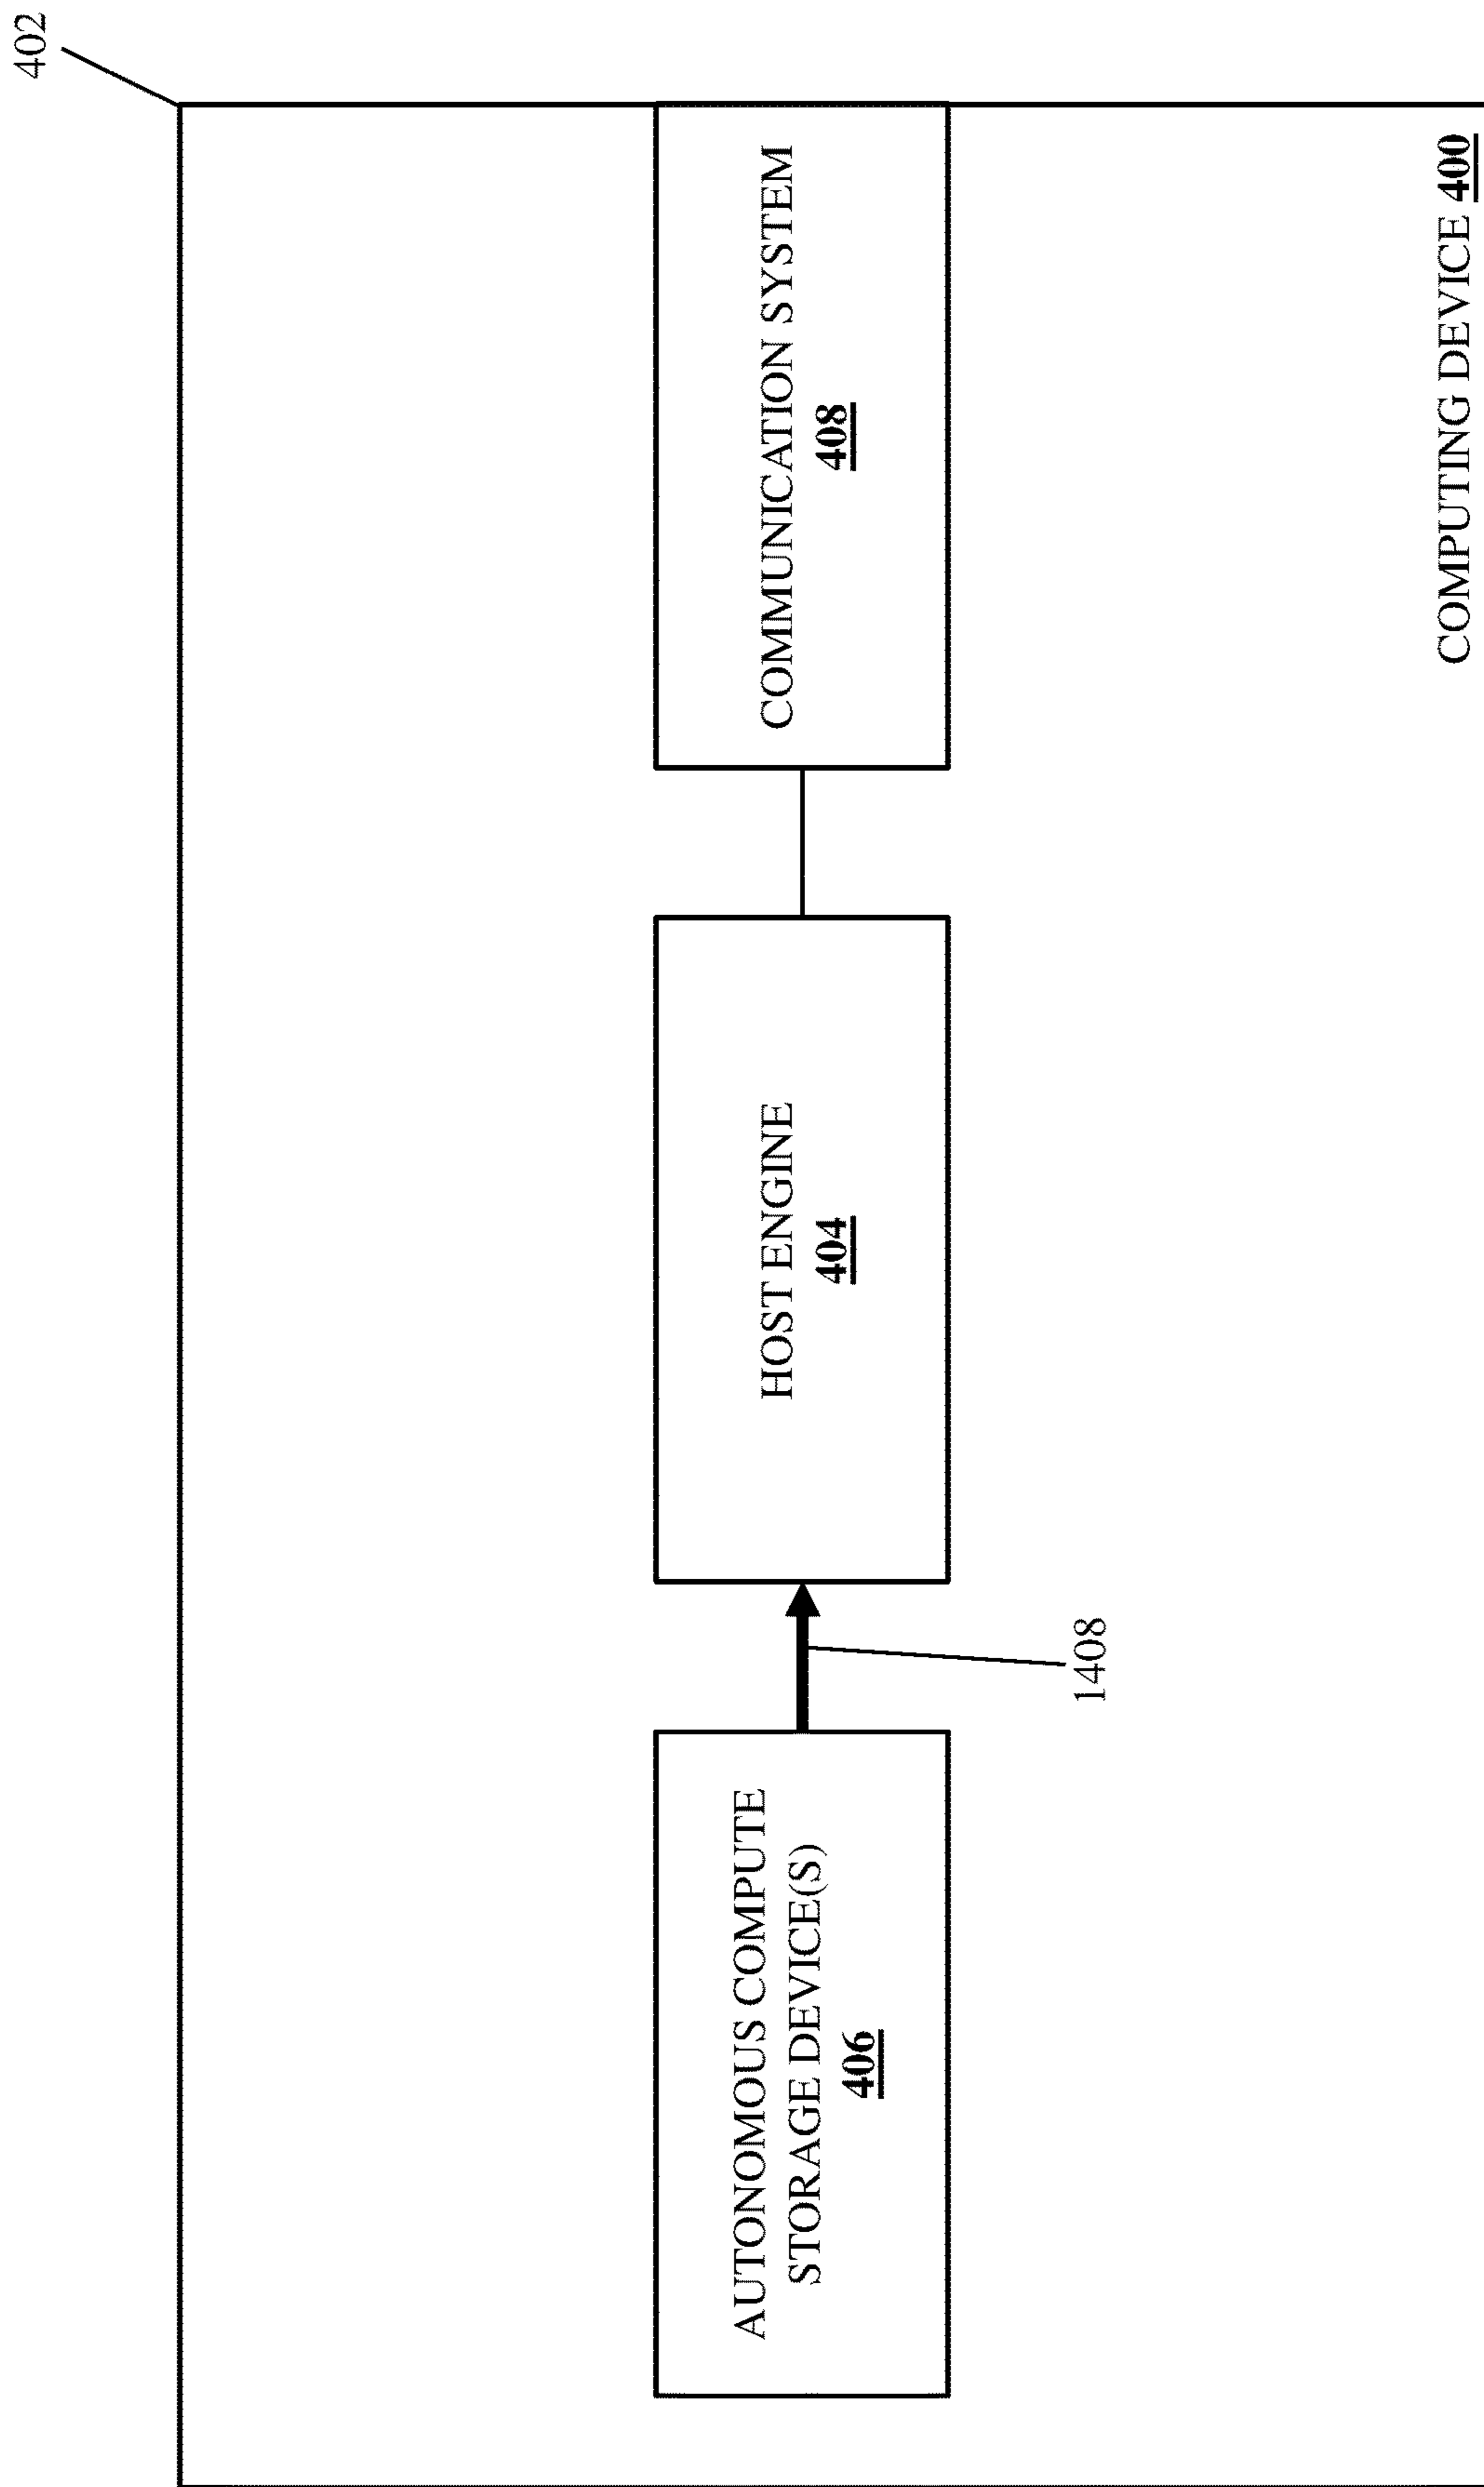 402
AUTONOMOUS COMPUTE
STORAGE DEVICE(S)
406
1408
HOST ENGINE
404
COMMUNICATION SYSTEM
408
COMPUTING DEVICE 400